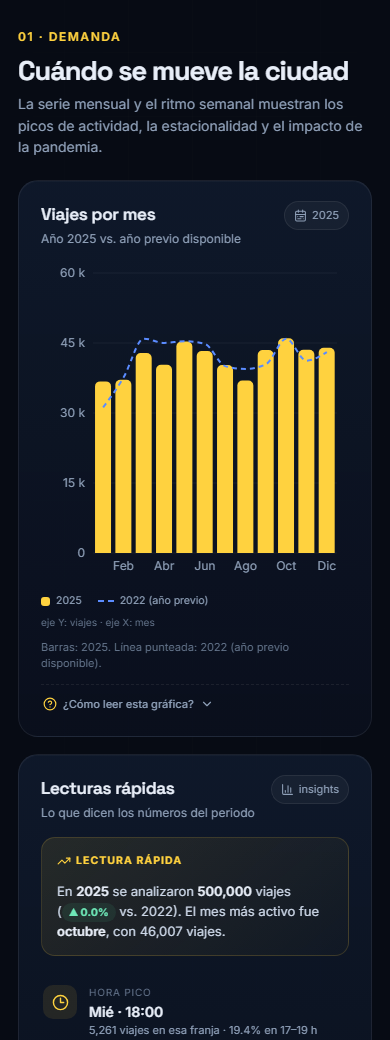 01 · DEMANDA
Cuándo se mueve la ciudad
La serie mensual y el ritmo semanal muestran los
picos de actividad, la estacionalidad y el impacto de
la pandemia.
Viajes por mes
2025
Año 2025 vs. año previo disponible
60 k
45 k
30 k
15 k
0
Feb Abr Jun Ago Oct Dic
2025 2022 (año previo)
eje Y: viajes · eje X: mes
Barras: 2025. Línea punteada: 2022 (año previo
disponible).
¿Cómo leer esta gráfica?
Lecturas rápidas
insights
Lo que dicen los números del periodo
LECTURA RÁPIDA
En 2025 se analizaron 500,000 viajes
(▲0.0% vs. 2022). El mes más activo fue
octubre, con 46,007 viajes.
HORA PICO
Mié · 18:00
5,261 viajes en esa franja · 19.4% en 17–19 h